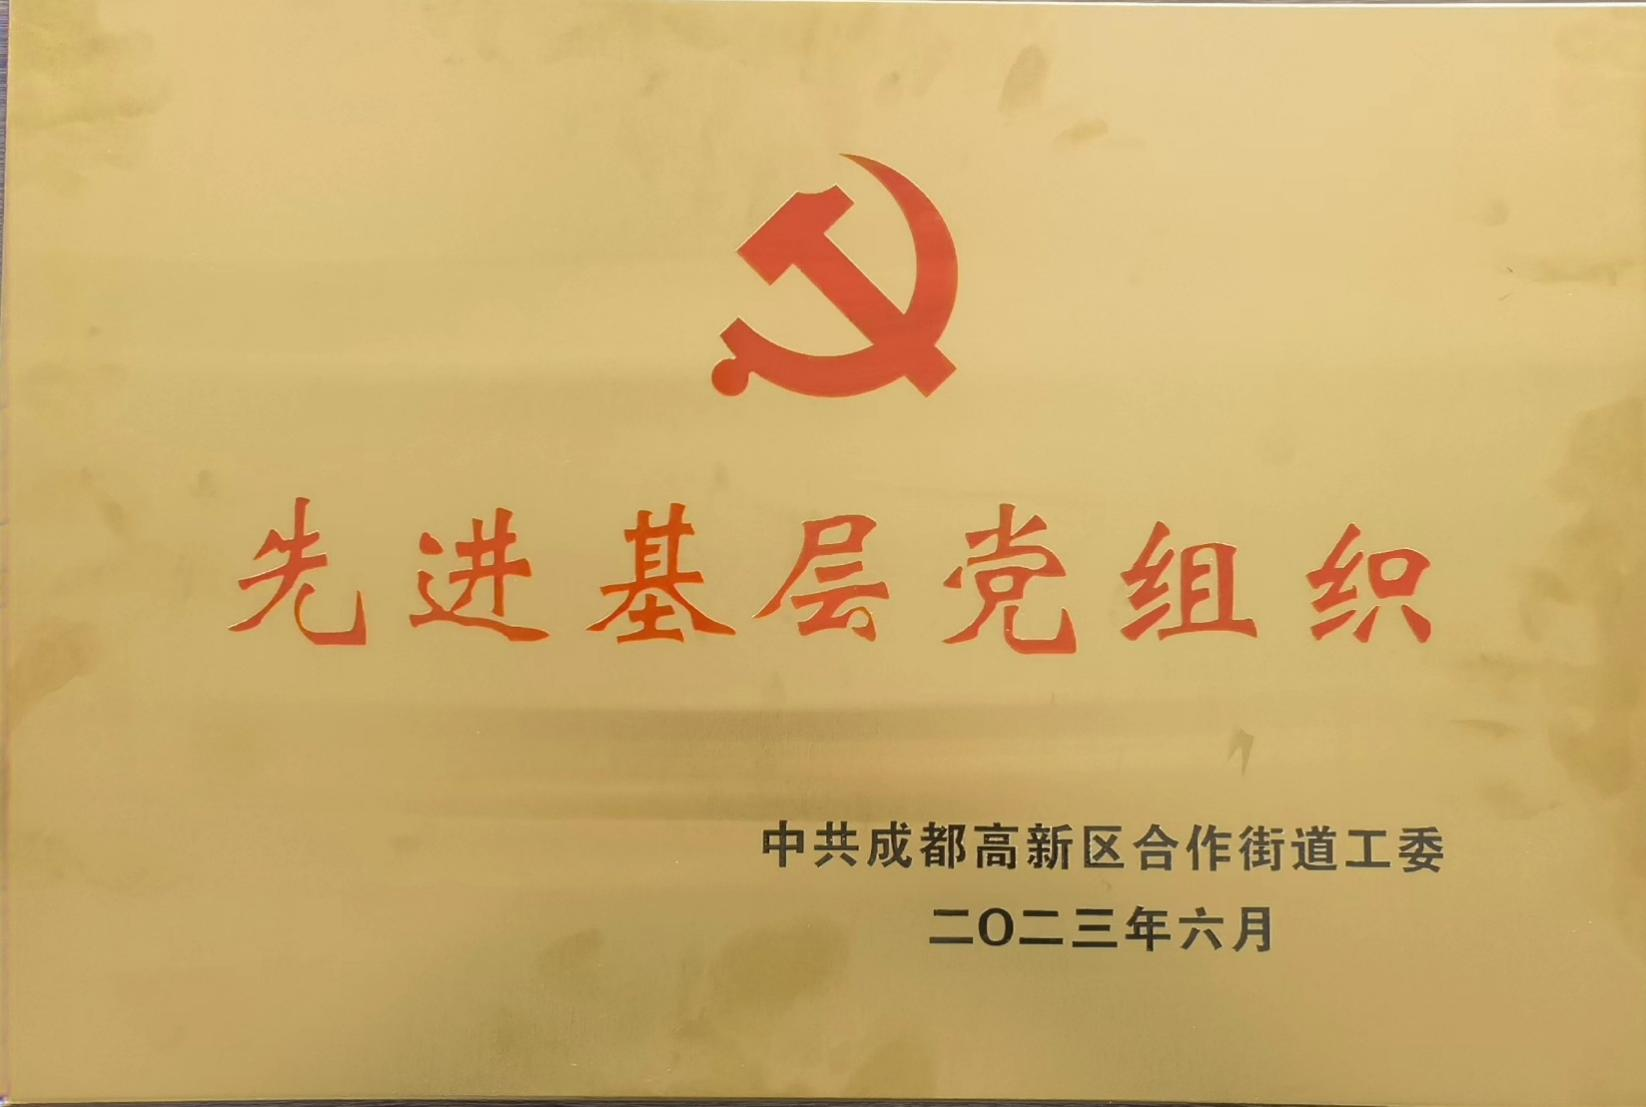 先进基层党组织
中共成都高新区合作街道工委
二〇二三年六月